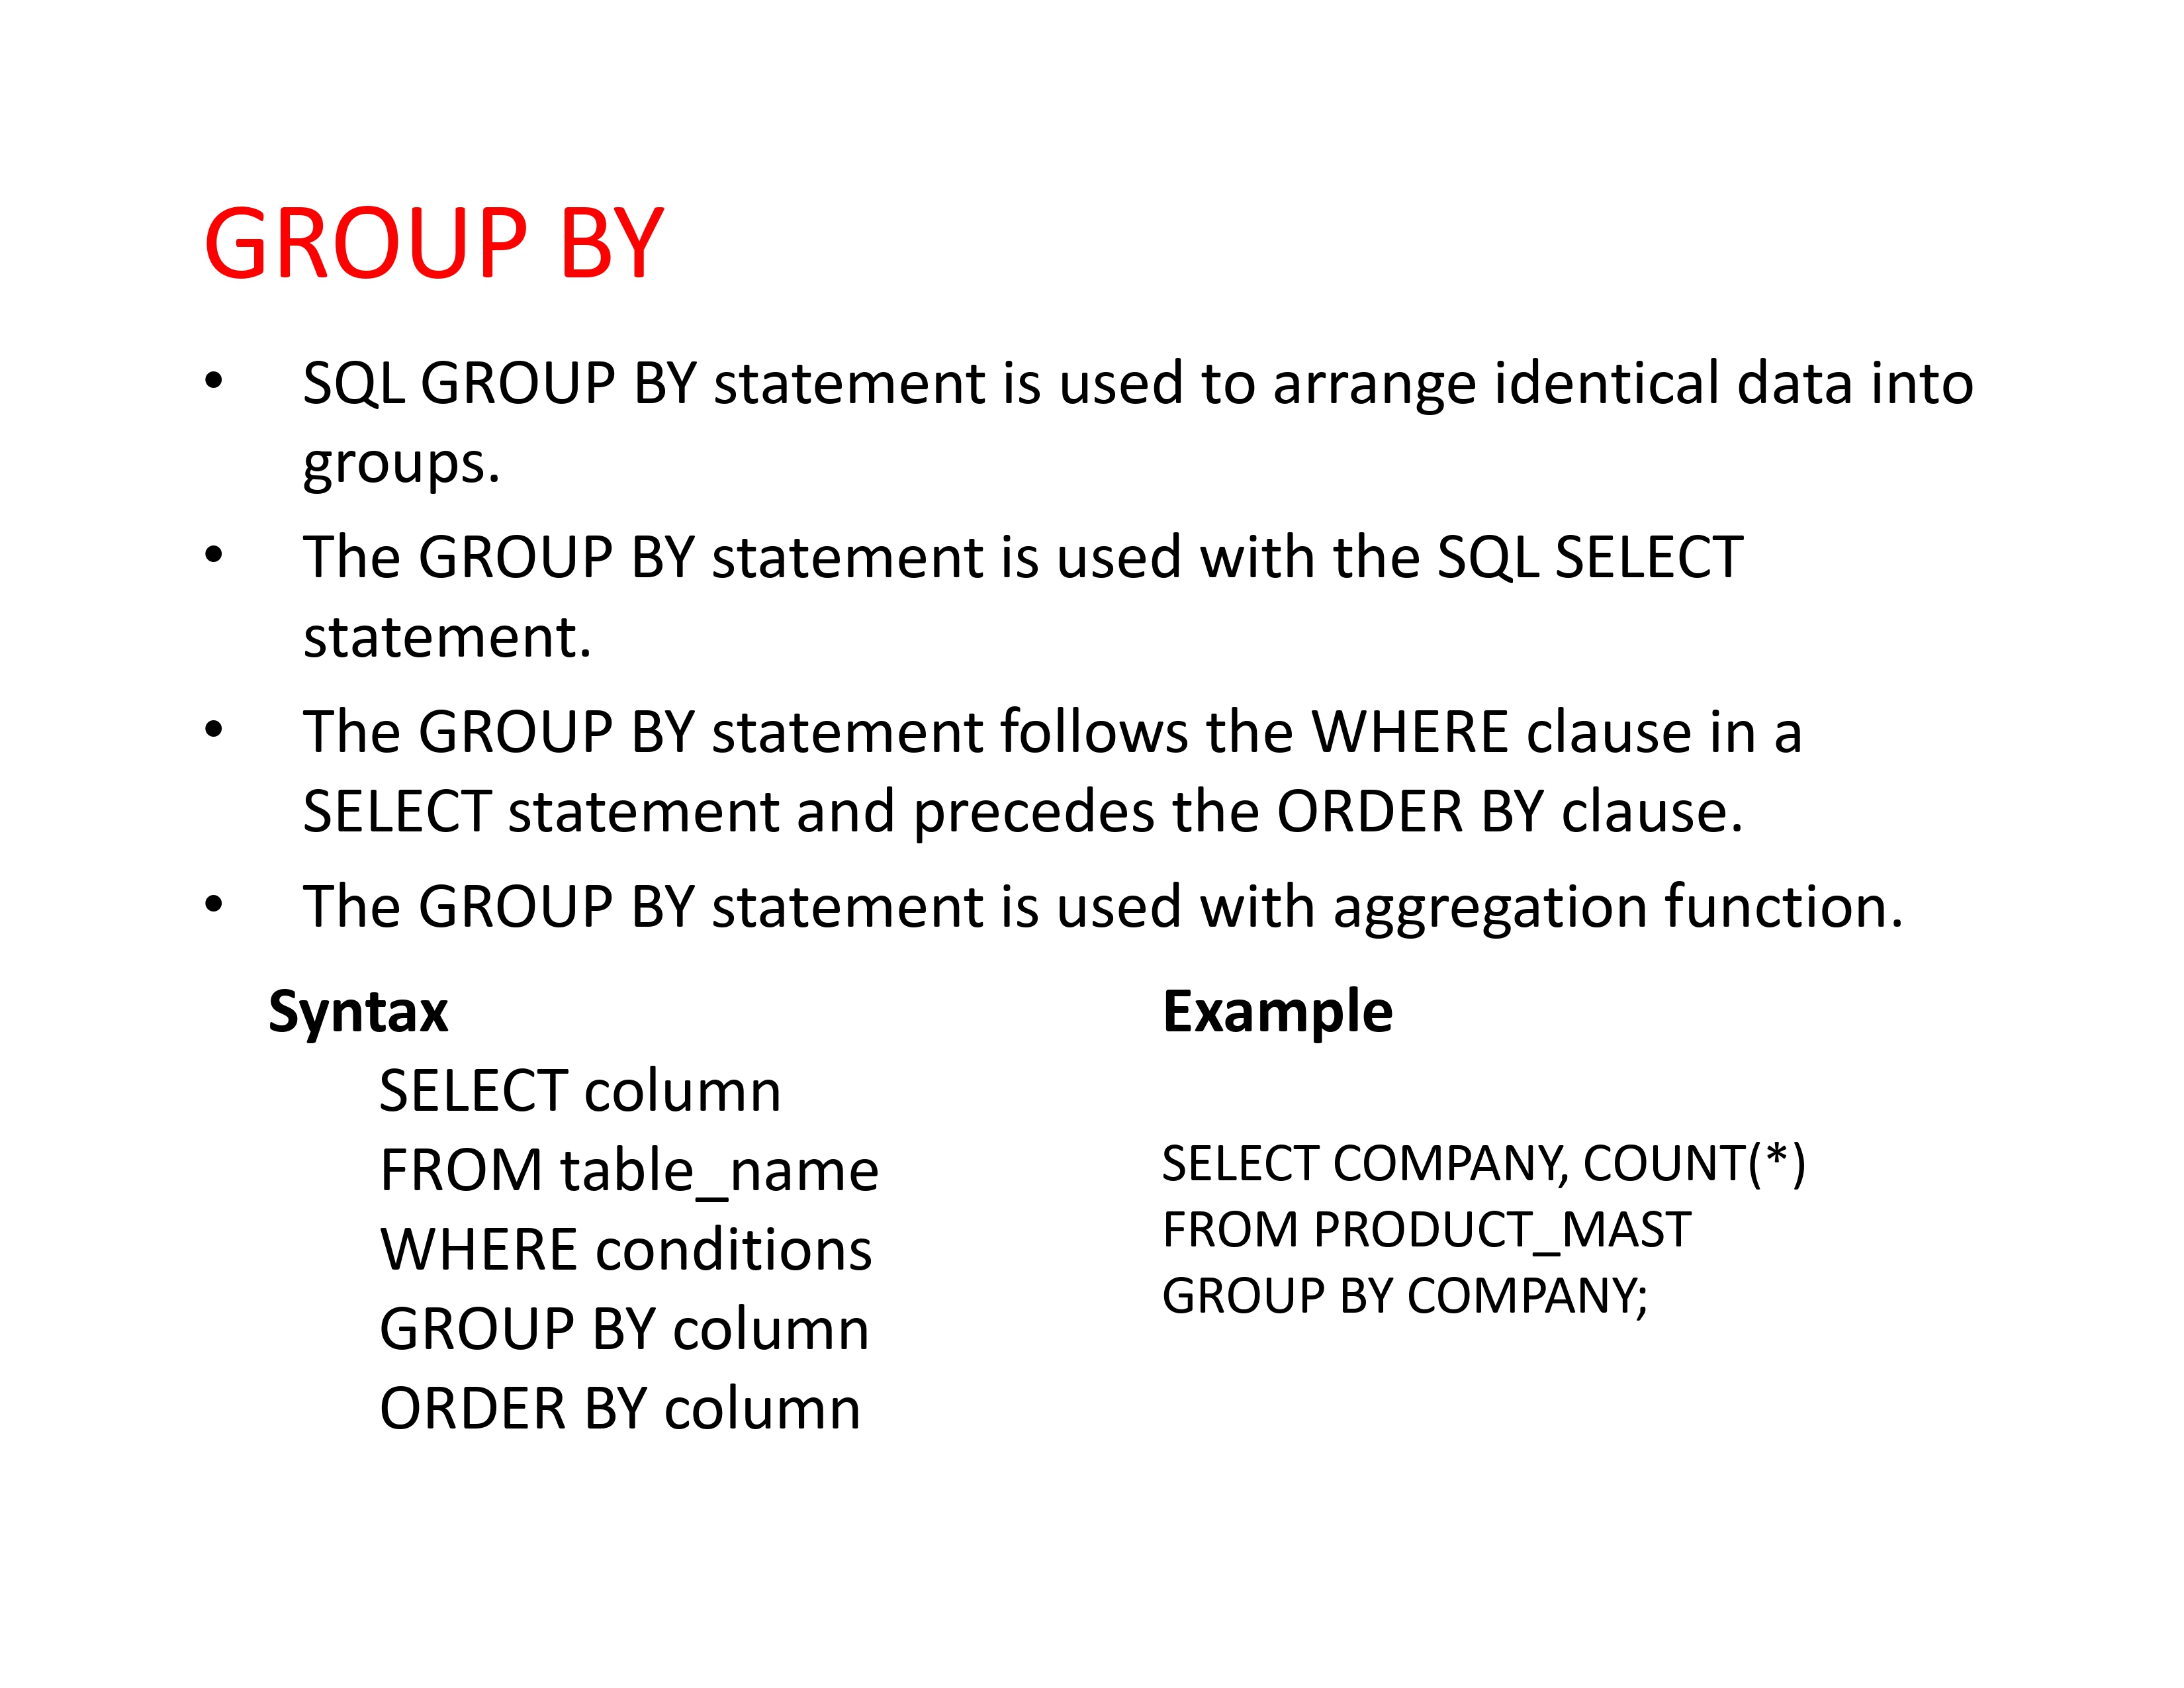 GROUP BY
• SQL GROUP BY statement is used to arrange identical data into
groups.
• The GROUP BY statement is used with the SQL SELECT
statement.
• The GROUP BY statement follows the WHERE clause in a
SELECT statement and precedes the ORDER BY clause.
• The GROUP BY statement is used with aggregation function.
Syntax
SELECT column
FROM table_name
WHERE conditions
GROUP BY column
ORDER BY column
Example
SELECT COMPANY, COUNT(*)
FROM PRODUCT_MAST
GROUP BY COMPANY;